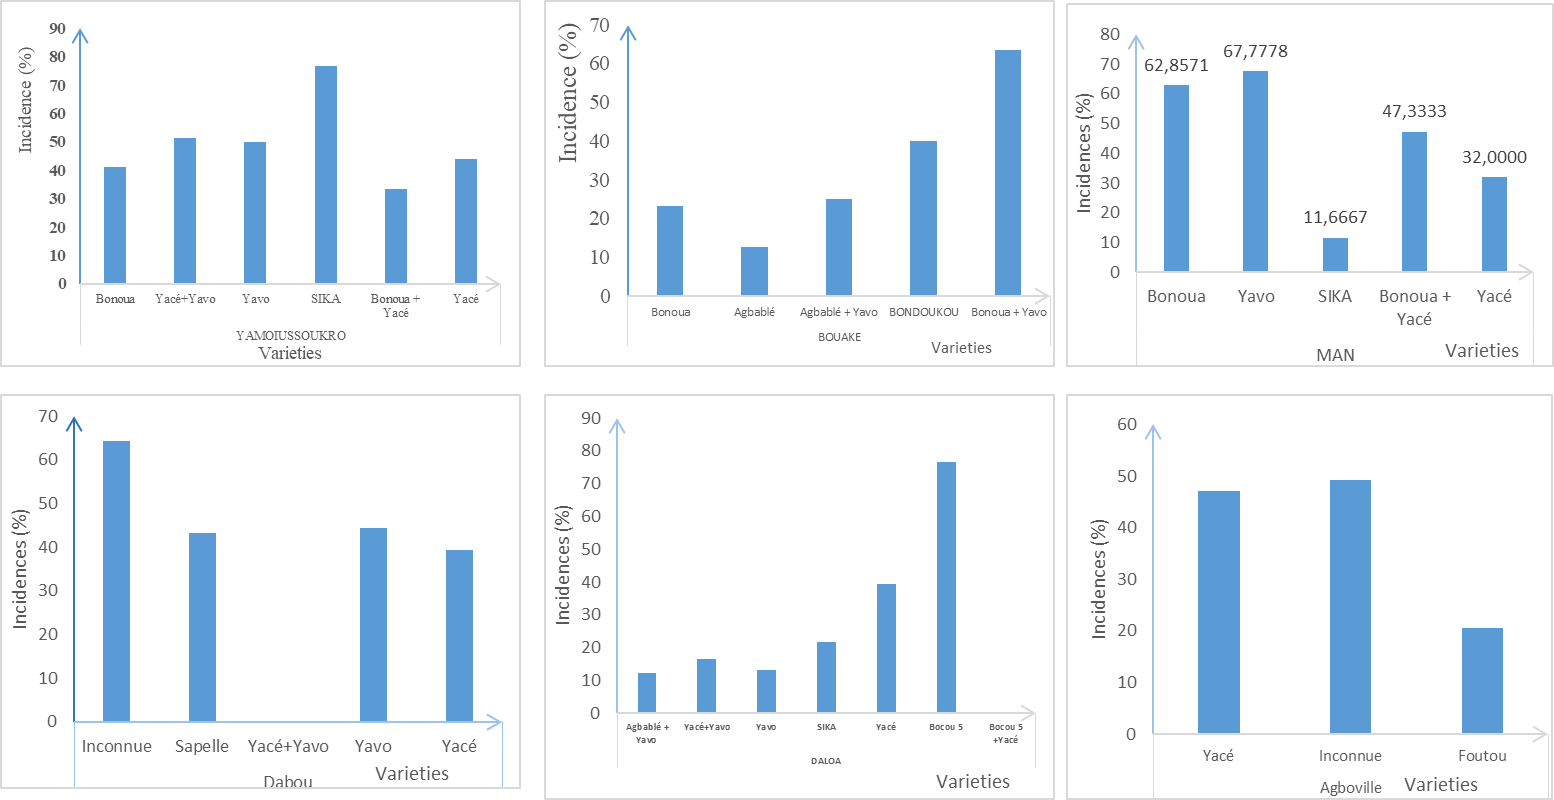 90
80
70
60
50
40
30
20
10
0
Incidence (%)
Bonoua
Yacé+Yavo
Yavo
SIKA
Bonoua +
Yacé
Yacé
YAMOIUSSOUKRO
Varieties
70
60
50
40
30
20
10
0
Incidence (%)
Bonoua
Agbablé
Agbablé + Yavo
BONDOUKOU
Bonoua + Yavo
BOUAKE
Varieties
80
70
60
50
40
30
20
10
0
Incidences (%)
62,8571
67,7778
11,6667
47,3333
32,0000
Bonoua
Yavo
SIKA
Bonoua +
Yacé
Yacé
MAN
Varieties
70
60
50
40
30
20
10
0
Incidences (%)
Inconnue
Sapelle
Yacé+Yavo
Yavo
Yacé
Dabou
Varieties
90
80
70
60
50
40
30
20
10
0
Incidences (%)
Agbablé +
Yavo
Yacé+Yavo
Yavo
SIKA
Yacé
Bocou 5
Bocou 5
+Yacé
DALOA
Varieties
60
50
40
30
20
10
0
Incidences (%)
Yacé
Inconnue
Foutou
Agboville
Varieties